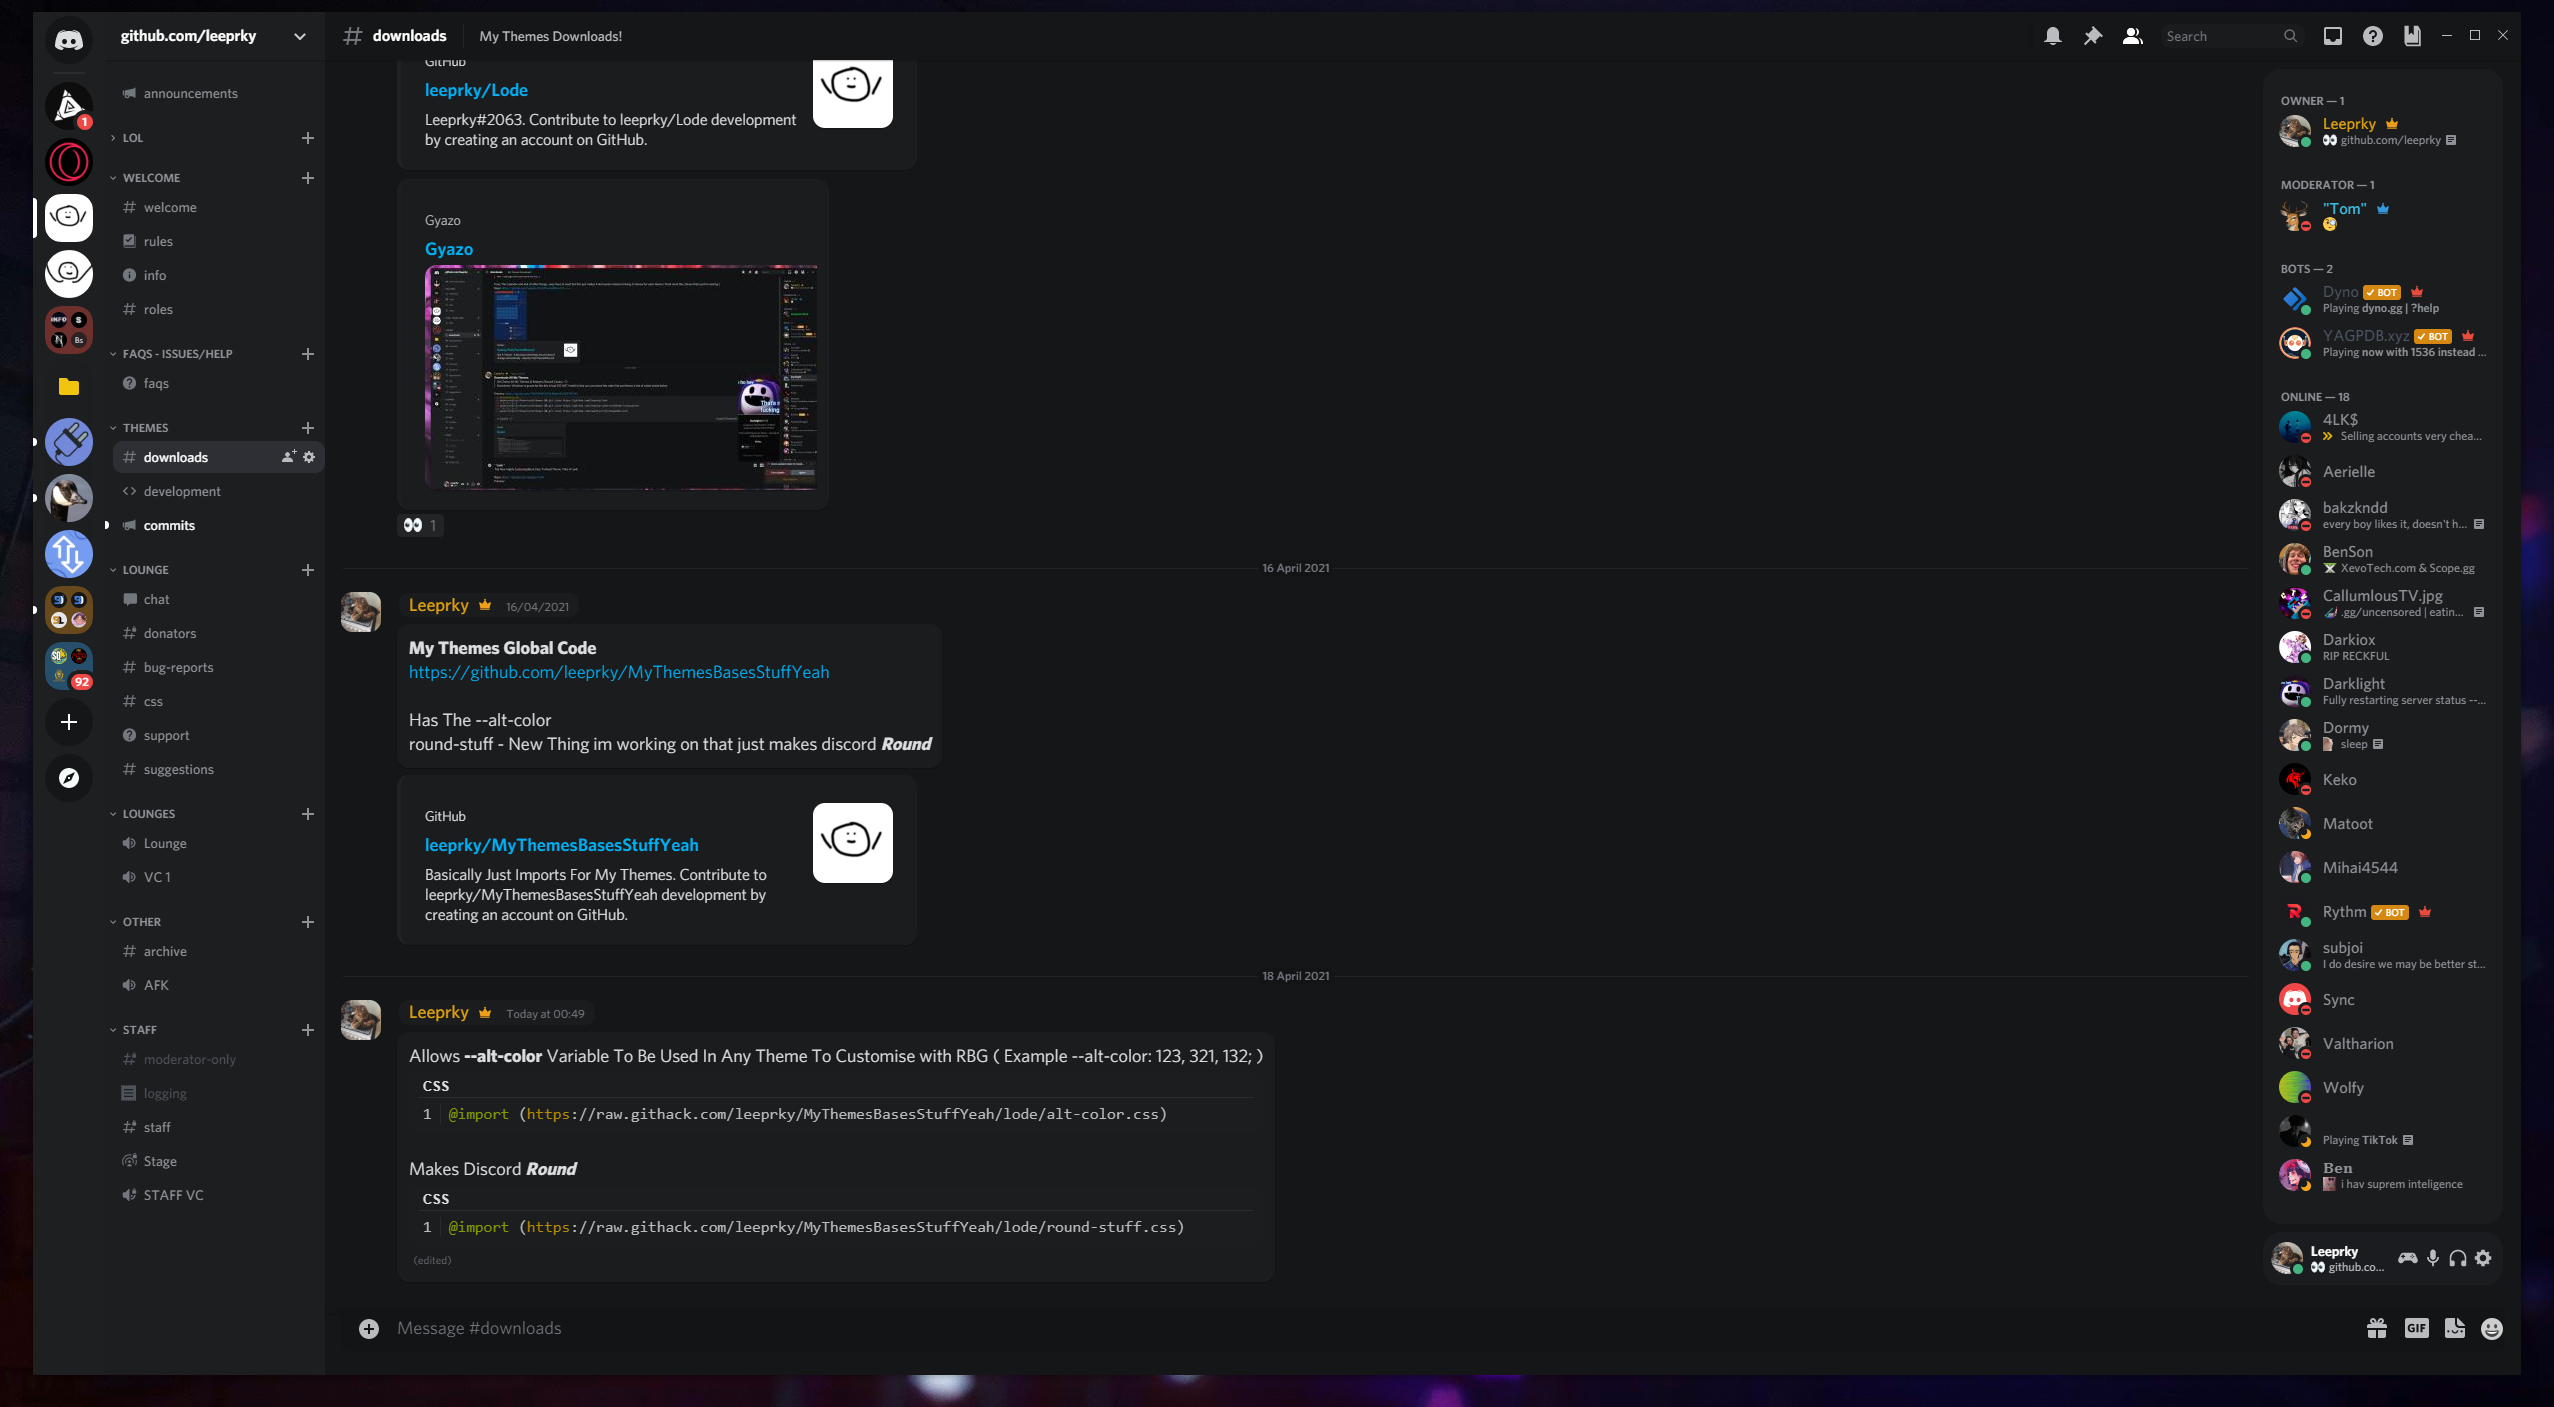 github.com/leeprky
downloads
My Themes Downloads!
Search
1
announcements
LOL
WELCOME
welcome
rules
info
roles
FAQS - ISSUES/HELP
faqs
THEMES
downloads
development
commits
LOUNGE
chat
donators
bug-reports
css
support
suggestions
LOUNGES
Lounge
VC 1
OTHER
archive
AFK
STAFF
moderator-only
logging
staff
Stage
STAFF VC
92
GitHub
leeprky/Lode
Leeprky#2063. Contribute to leeprky/Lode development
by creating an account on GitHub.
Gyazo
Gyazo
1
16 April 2021
Leeprky 16/04/2021
My Themes Global Code
https://github.com/leeprky/MyThemesBasesStuffYeah
Has The --alt-color
round-stuff - New Thing im working on that just makes discord Round
GitHub
leeprky/MyThemesBasesStuffYeah
Basically Just Imports For My Themes. Contribute to
leeprky/MyThemesBasesStuffYeah development by
creating an account on GitHub.
18 April 2021
Leeprky Today at 00:49
Allows --alt-color Variable To Be Used In Any Theme To Customise with RBG ( Example --alt-color: 123, 321, 132; )
CSS
1 @import (https://raw.githack.com/leeprky/MyThemesBasesStuffYeah/lode/alt-color.css)
Makes Discord Round
CSS
1 @import (https://raw.githack.com/leeprky/MyThemesBasesStuffYeah/lode/round-stuff.css)
(edited)
Message #downloads
GIF
OWNER — 1
Leeprky
github.com/leeprky
MODERATOR — 1
"Tom"
BOTS — 2
Dyno BOT
Playing dyno.gg | ?help
YAGPDB.xyz BOT
Playing now with 1536 instead ...
ONLINE — 18
4LK$
Selling accounts very chea...
Aerielle
bakzkndd
every boy likes it, doesn't h...
BenSon
XevoTech.com & Scope.gg
CallumlousTV.jpg
.gg/uncensored | eatin...
Darkiox
RIP RECKFUL
Darklight
Fully restarting server status --...
Dormy
sleep
Keko
Matoot
Mihai4544
Rythm BOT
subjoi
I do desire we may be better st...
Sync
Valtharion
Wolfy
Playing TikTok
Ben
i hav suprem inteligence
Leeprky
github.co...